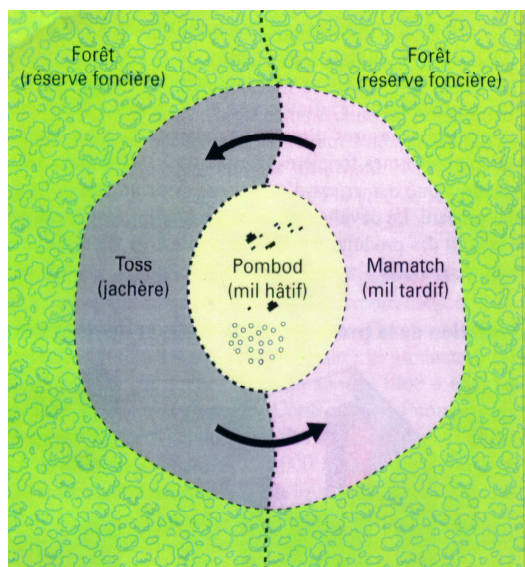 Forêt
(réserve foncière)
Forêt
(réserve foncière)
Toss
(jachère)
Pombod
(mil hâtif)
Mamatch
(mil tardif)